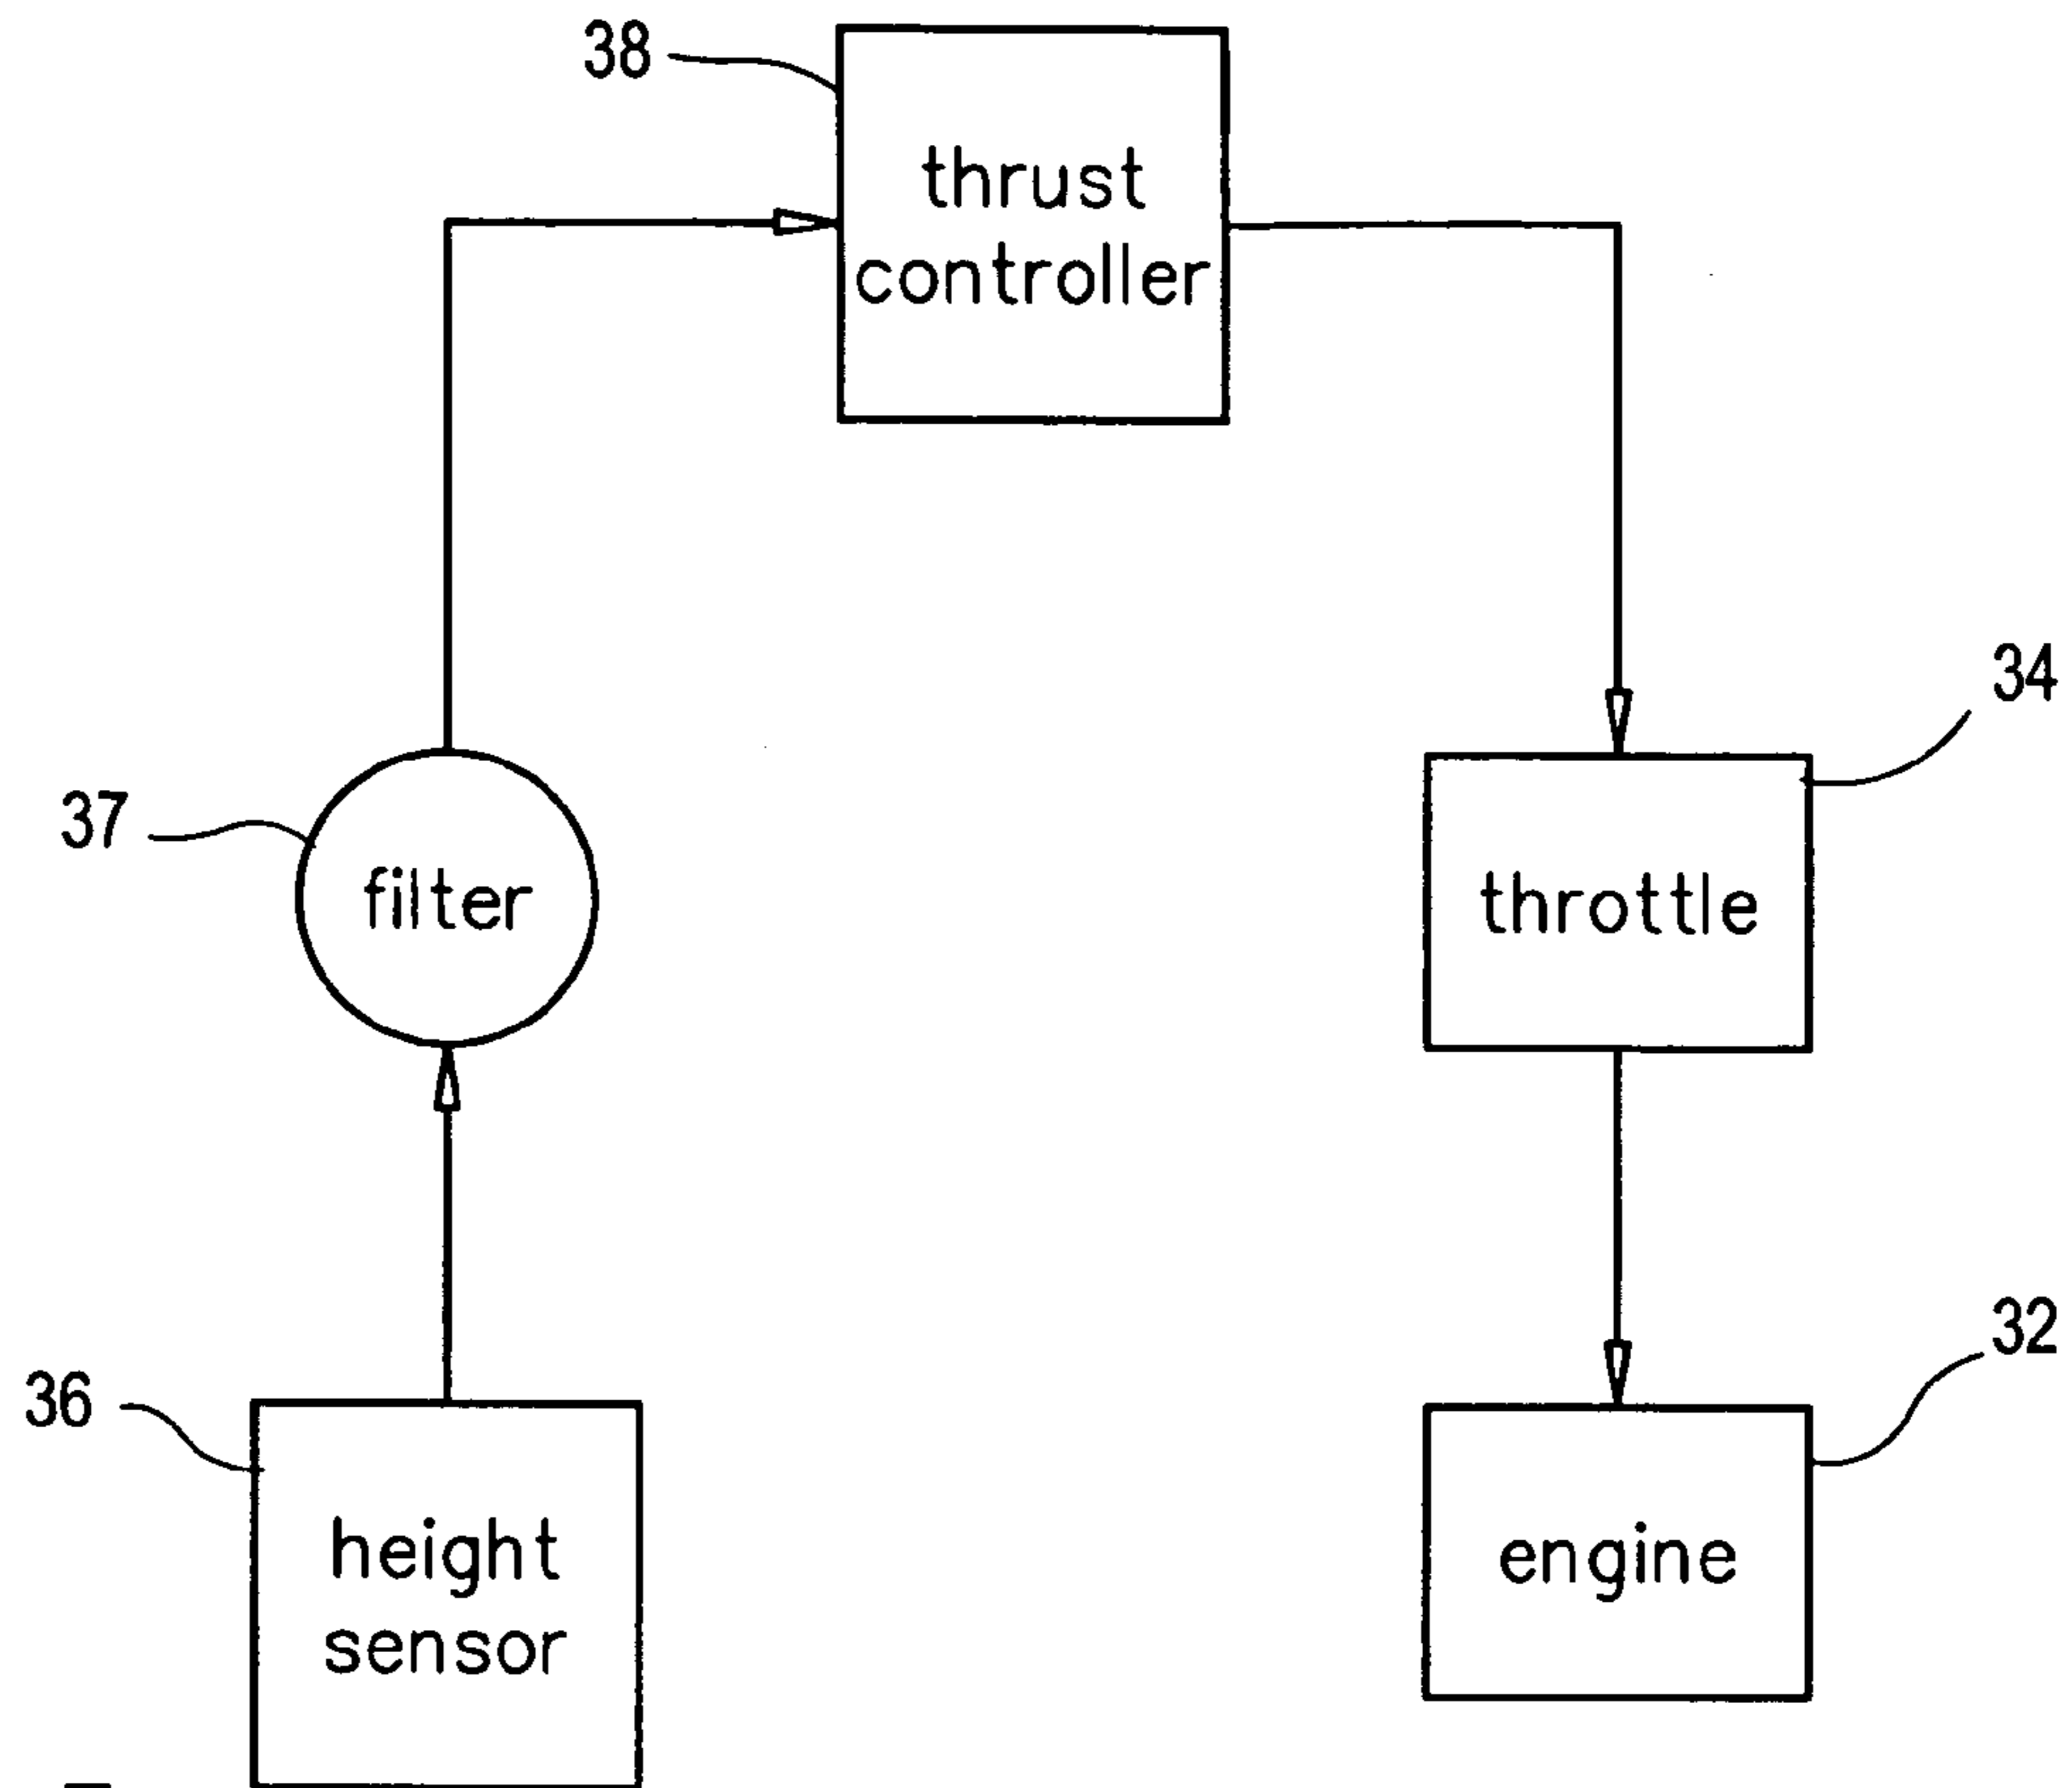 38
thrust
controller
34
37
filter
throttle
32
36
height
sensor
engine